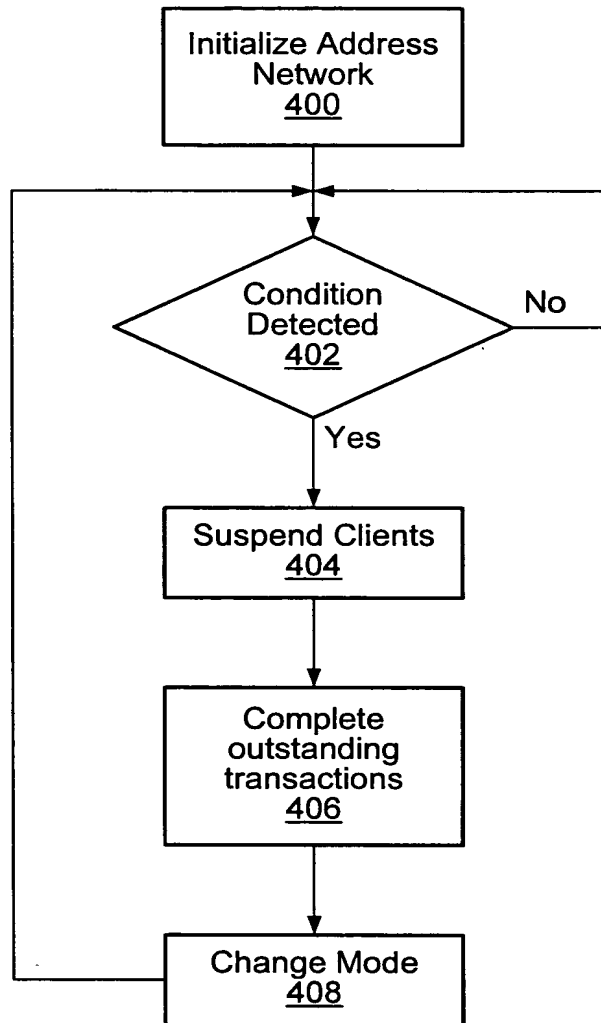 Initialize Address
Network
400
Condition
Detected
402
No
Yes
Suspend Clients
404
Complete
outstanding
transactions
406
Change Mode
408